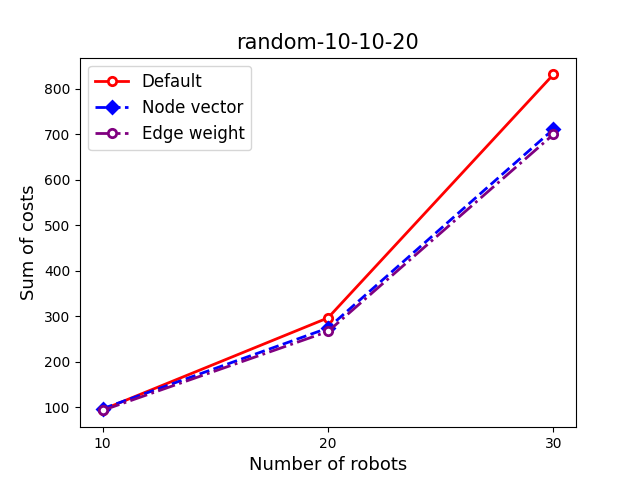 random-10-10-20
Default
Node vector
Edge weight
Sum of costs
800
700
600
500
400
300
200
100
10
20
30
Number of robots